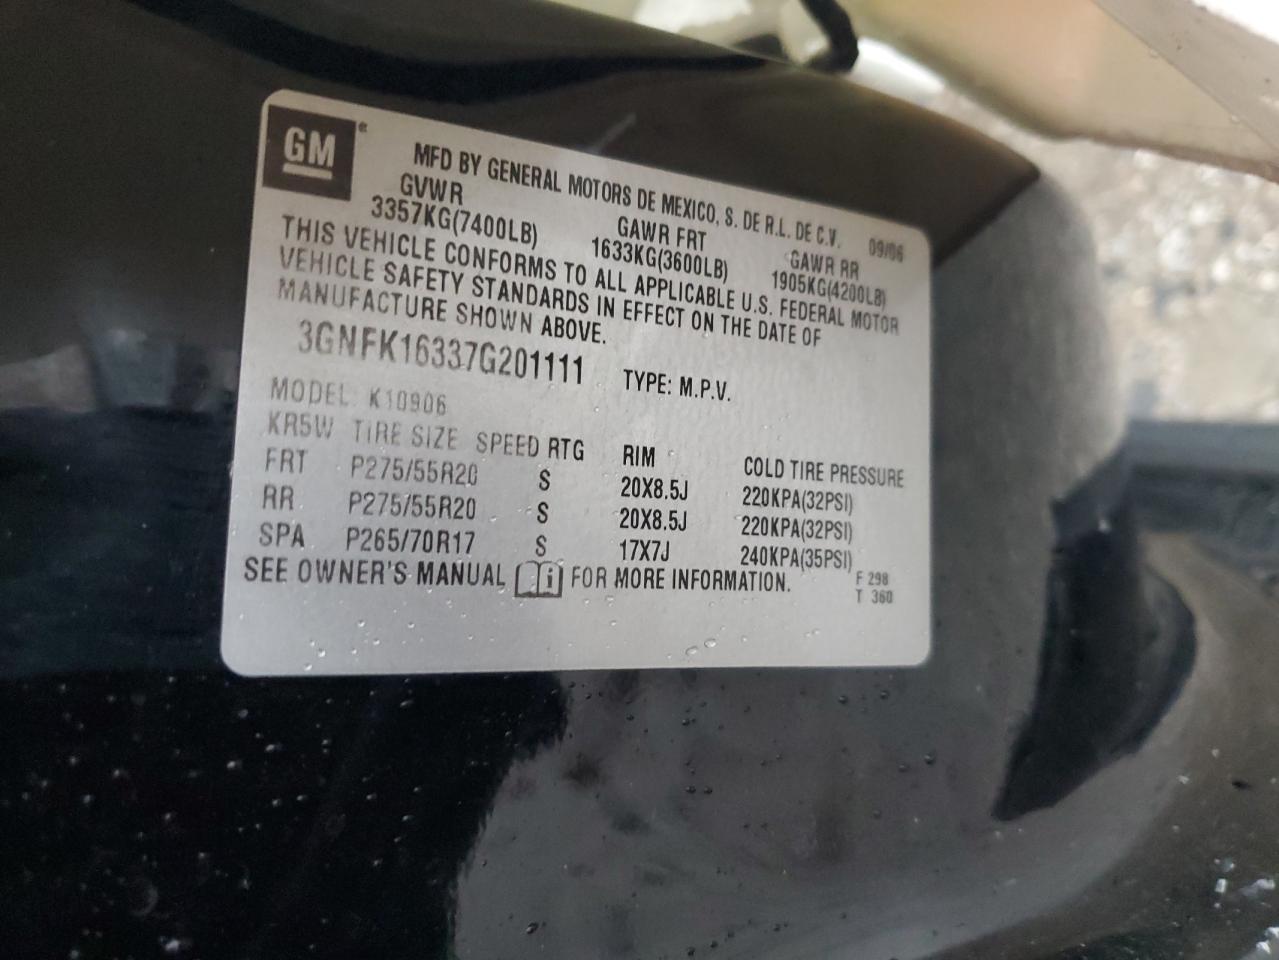 GM®
MFD BY GENERAL MOTORS DE MEXICO, S. DE R.L. DE C.V. 09/06
GVWR GAWR FRT GAWR RR
3357KG(7400LB) 1633KG(3600LB) 1905KG(4200LB)
THIS VEHICLE CONFORMS TO ALL APPLICABLE U.S. FEDERAL MOTOR
VEHICLE SAFETY STANDARDS IN EFFECT ON THE DATE OF
MANUFACTURE SHOWN ABOVE.
3GNFK16337G201111 TYPE: M.P.V.
MODEL: K10906
KR5W TIRE SIZE SPEED RTG RIM COLD TIRE PRESSURE
FRT P275/55R20 S 20X8.5J 220KPA(32PSI)
RR P275/55R20 S 20X8.5J 220KPA(32PSI)
SPA P265/70R17 S 17X7J 240KPA(35PSI)
SEE OWNER'S MANUAL i FOR MORE INFORMATION. F 298
T 360